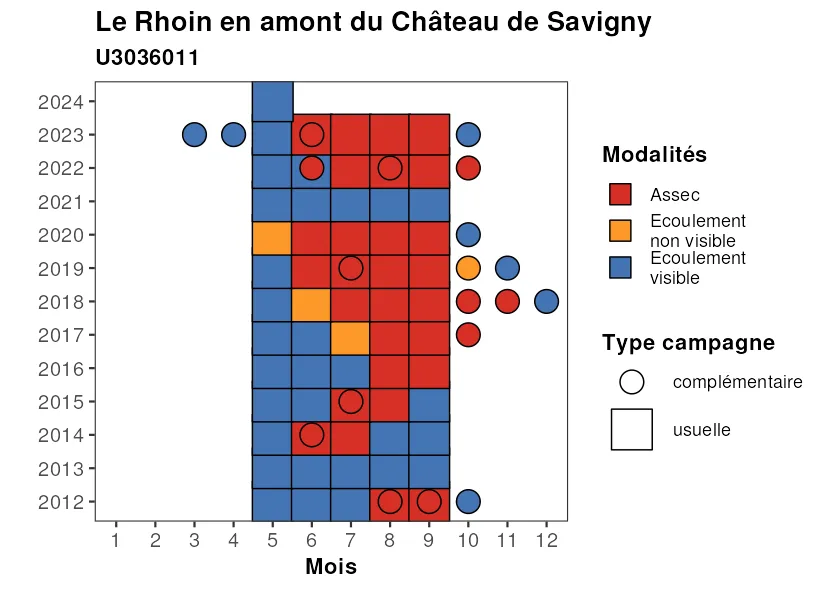 Le Rhoin en amont du Château de Savigny
U3036011
2024
2023
2022
2021
2020
2019
2018
2017
2016
2015
2014
2013
2012
1 2 3 4 5 6 7 8 9 10 11 12
Mois
Modalités
Assec
Ecoulement
non visible
Ecoulement
visible
Type campagne
complémentaire
usuelle